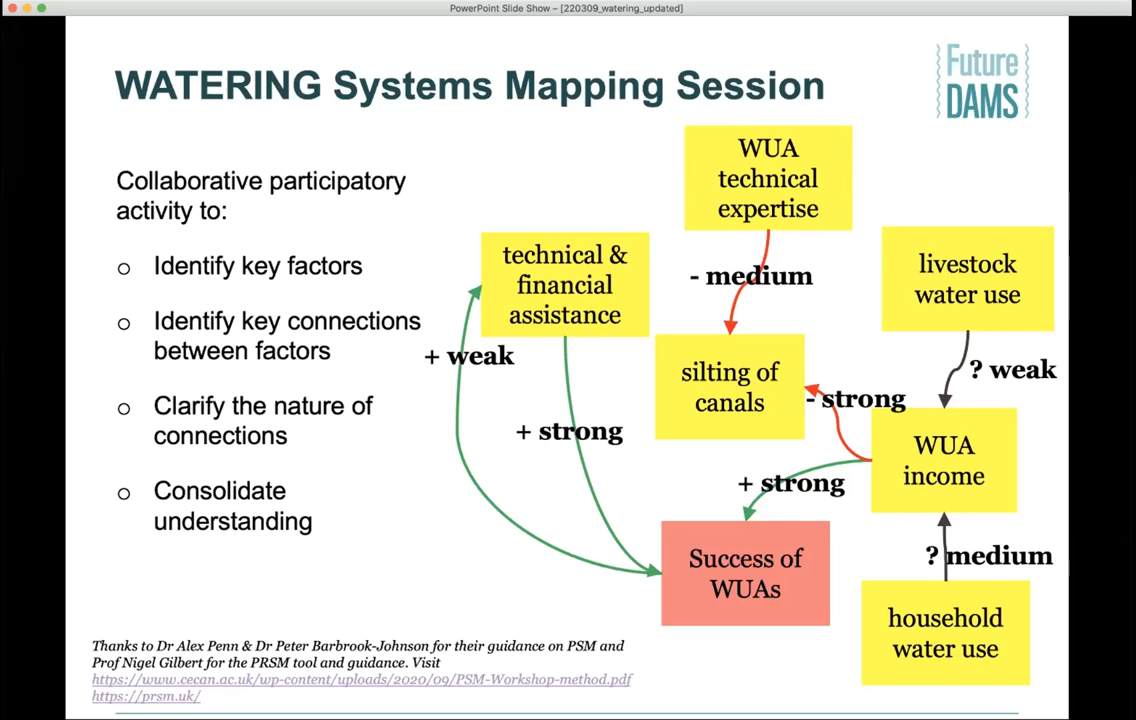 PowerPoint Slide Show – [220309_watering_updated]
WATERING Systems Mapping Session
Future
DAMS
Collaborative participatory
activity to:
o Identify key factors
o Identify key connections
between factors
o Clarify the nature of
connections
o Consolidate
understanding
WUA
technical
expertise
- medium
technical &
financial
assistance
livestock
water use
+ weak
silting of
canals
? weak
- strong
+ strong
WUA
income
+ strong
Success of
WUAs
? medium
household
water use
Thanks to Dr Alex Penn & Dr Peter Barbrook-Johnson for their guidance on PSM and
Prof Nigel Gilbert for the PRSM tool and guidance. Visit
https://www.cecan.ac.uk/wp-content/uploads/2020/09/PSM-Workshop-method.pdf
https://prsm.uk/